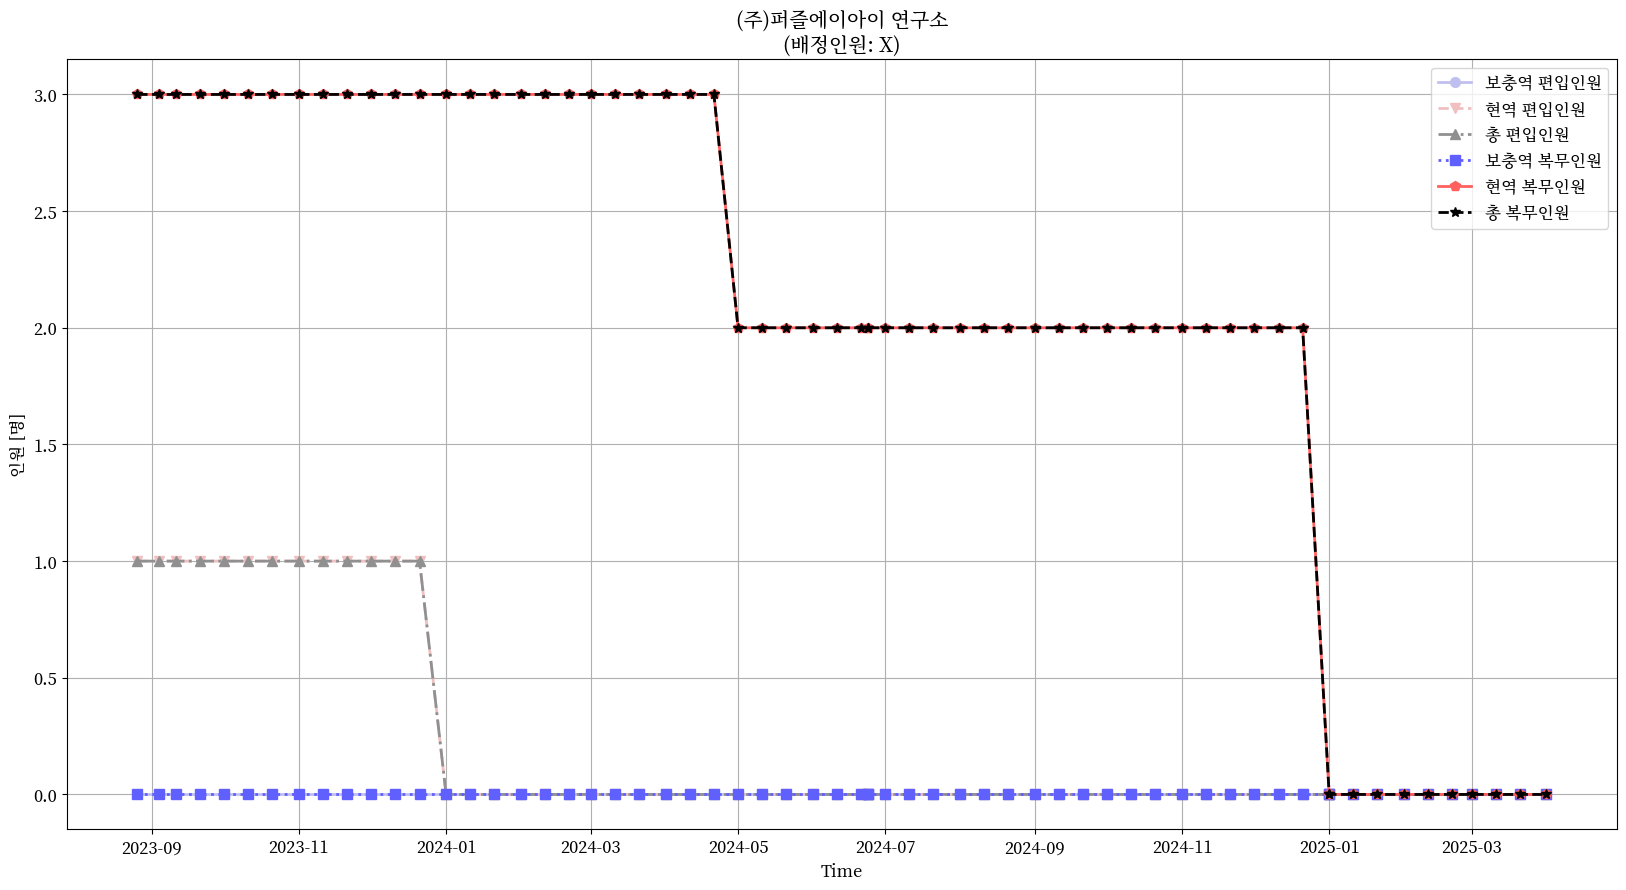 (주)퍼즐에이아이 연구소
(배정인원: X)
보충역 편입인원
현역 편입인원
총 편입인원
보충역 복무인원
현역 복무인원
총 복무인원
인원 [명]
3.0
2.5
2.0
1.5
1.0
0.5
0.0
2023-09
2023-11
2024-01
2024-03
2024-05
2024-07
2024-09
2024-11
2025-01
2025-03
Time